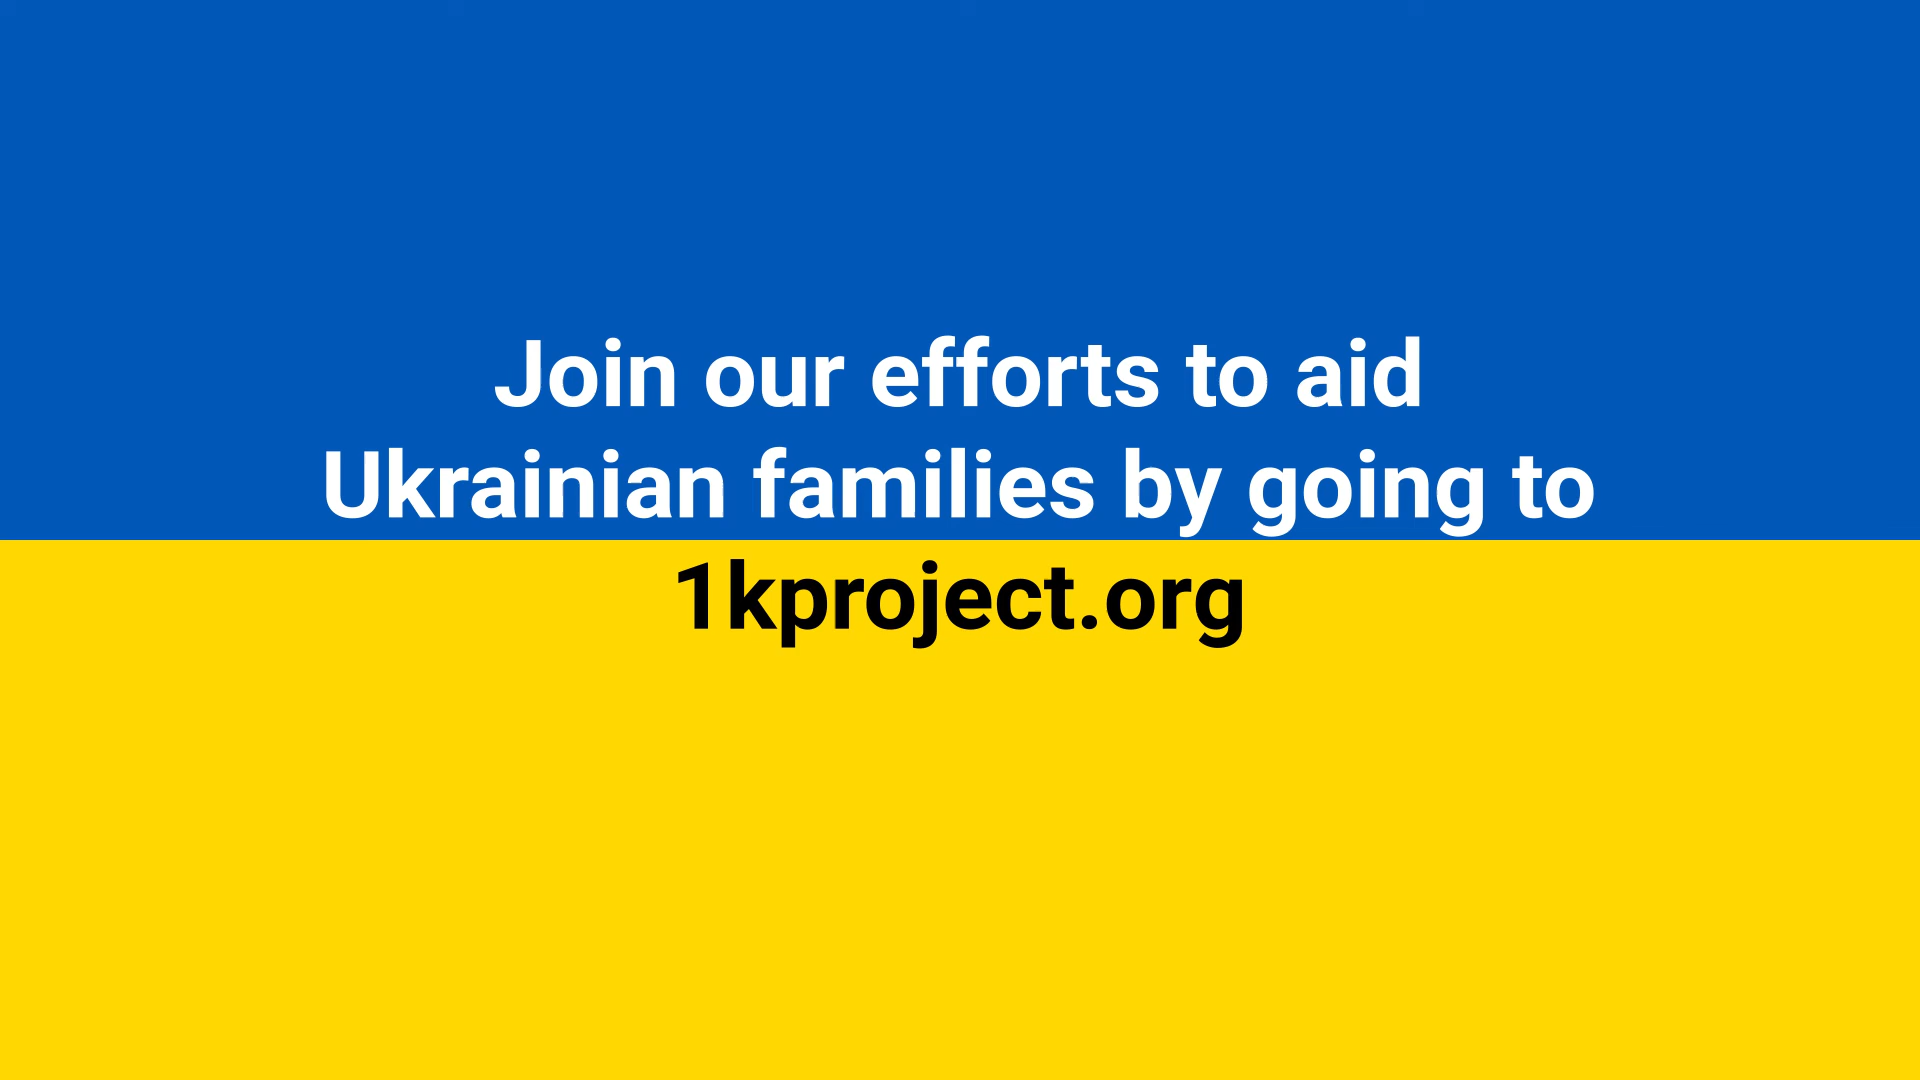 Join our efforts to aid
Ukrainian families by going to
1kproject.org